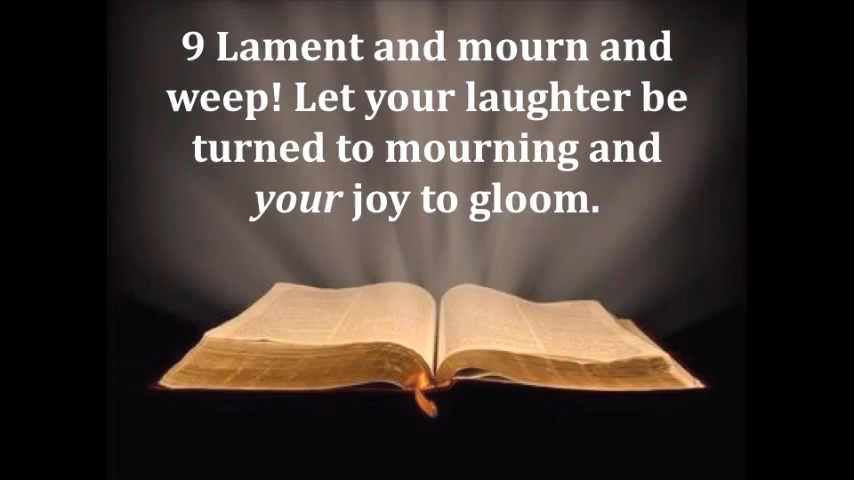 9 Lament and mourn and
weep! Let your laughter be
turned to mourning and
your joy to gloom.